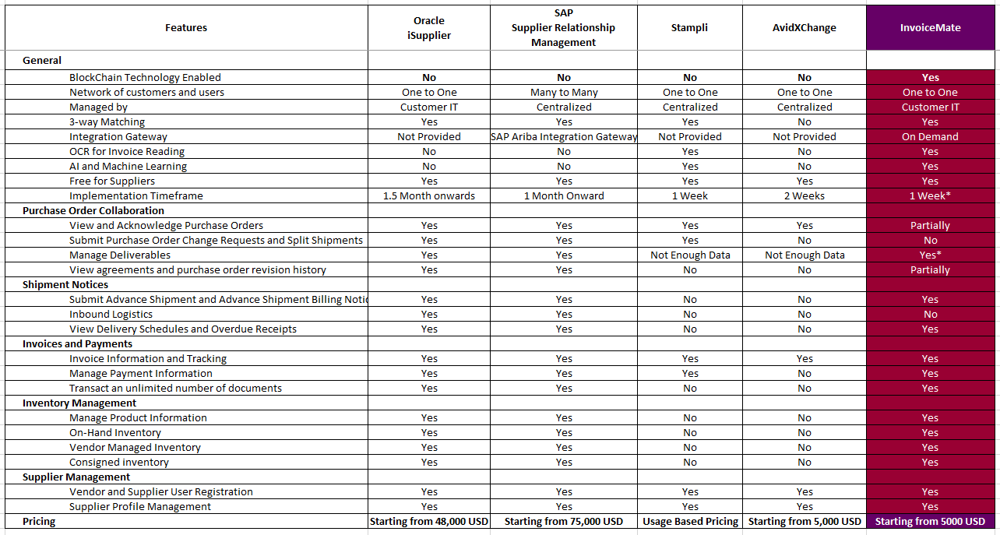 Features | Oracle iSupplier | SAP Supplier Relationship Management | Stampli | AvidXChange | InvoiceMate
General
BlockChain Technology Enabled | No | No | No | No | Yes
Network of customers and users | One to One | Many to Many | One to One | One to One | One to One
Managed by | Customer IT | Centralized | Centralized | Centralized | Customer IT
3-way Matching | Yes | Yes | Yes | No | Yes
Integration Gateway | Not Provided | SAP Ariba Integration Gateway | Not Provided | Not Provided | On Demand
OCR for Invoice Reading | No | No | Yes | No | Yes
AI and Machine Learning | No | No | Yes | No | Yes
Free for Suppliers | Yes | Yes | Yes | Yes | Yes
Implementation Timeframe | 1.5 Month onwards | 1 Month Onward | 1 Week | 2 Weeks | 1 Week*
Purchase Order Collaboration
View and Acknowledge Purchase Orders | Yes | Yes | Yes | Yes | Partially
Submit Purchase Order Change Requests and Split Shipments | Yes | Yes | Yes | No | No
Manage Deliverables | Yes | Yes | Not Enough Data | Not Enough Data | Yes*
View agreements and purchase order revision history | Yes | Yes | No | No | Partially
Shipment Notices
Submit Advance Shipment and Advance Shipment Billing Notic | Yes | Yes | No | No | Yes
Inbound Logistics | Yes | Yes | No | No | No
View Delivery Schedules and Overdue Receipts | Yes | Yes | No | No | Yes
Invoices and Payments
Invoice Information and Tracking | Yes | Yes | Yes | Yes | Yes
Manage Payment Information | Yes | Yes | Yes | No | Yes
Transact an unlimited number of documents | Yes | Yes | No | No | Yes
Inventory Management
Manage Product Information | Yes | Yes | No | No | Yes
On-Hand Inventory | Yes | Yes | No | No | Yes
Vendor Managed Inventory | Yes | Yes | No | No | Yes
Consigned inventory | Yes | Yes | No | No | Yes
Supplier Management
Vendor and Supplier User Registration | Yes | Yes | Yes | Yes | Yes
Supplier Profile Management | Yes | Yes | Yes | Yes | Yes
Pricing | Starting from 48,000 USD | Starting from 75,000 USD | Usage Based Pricing | Starting from 5,000 USD | Starting from 5000 USD